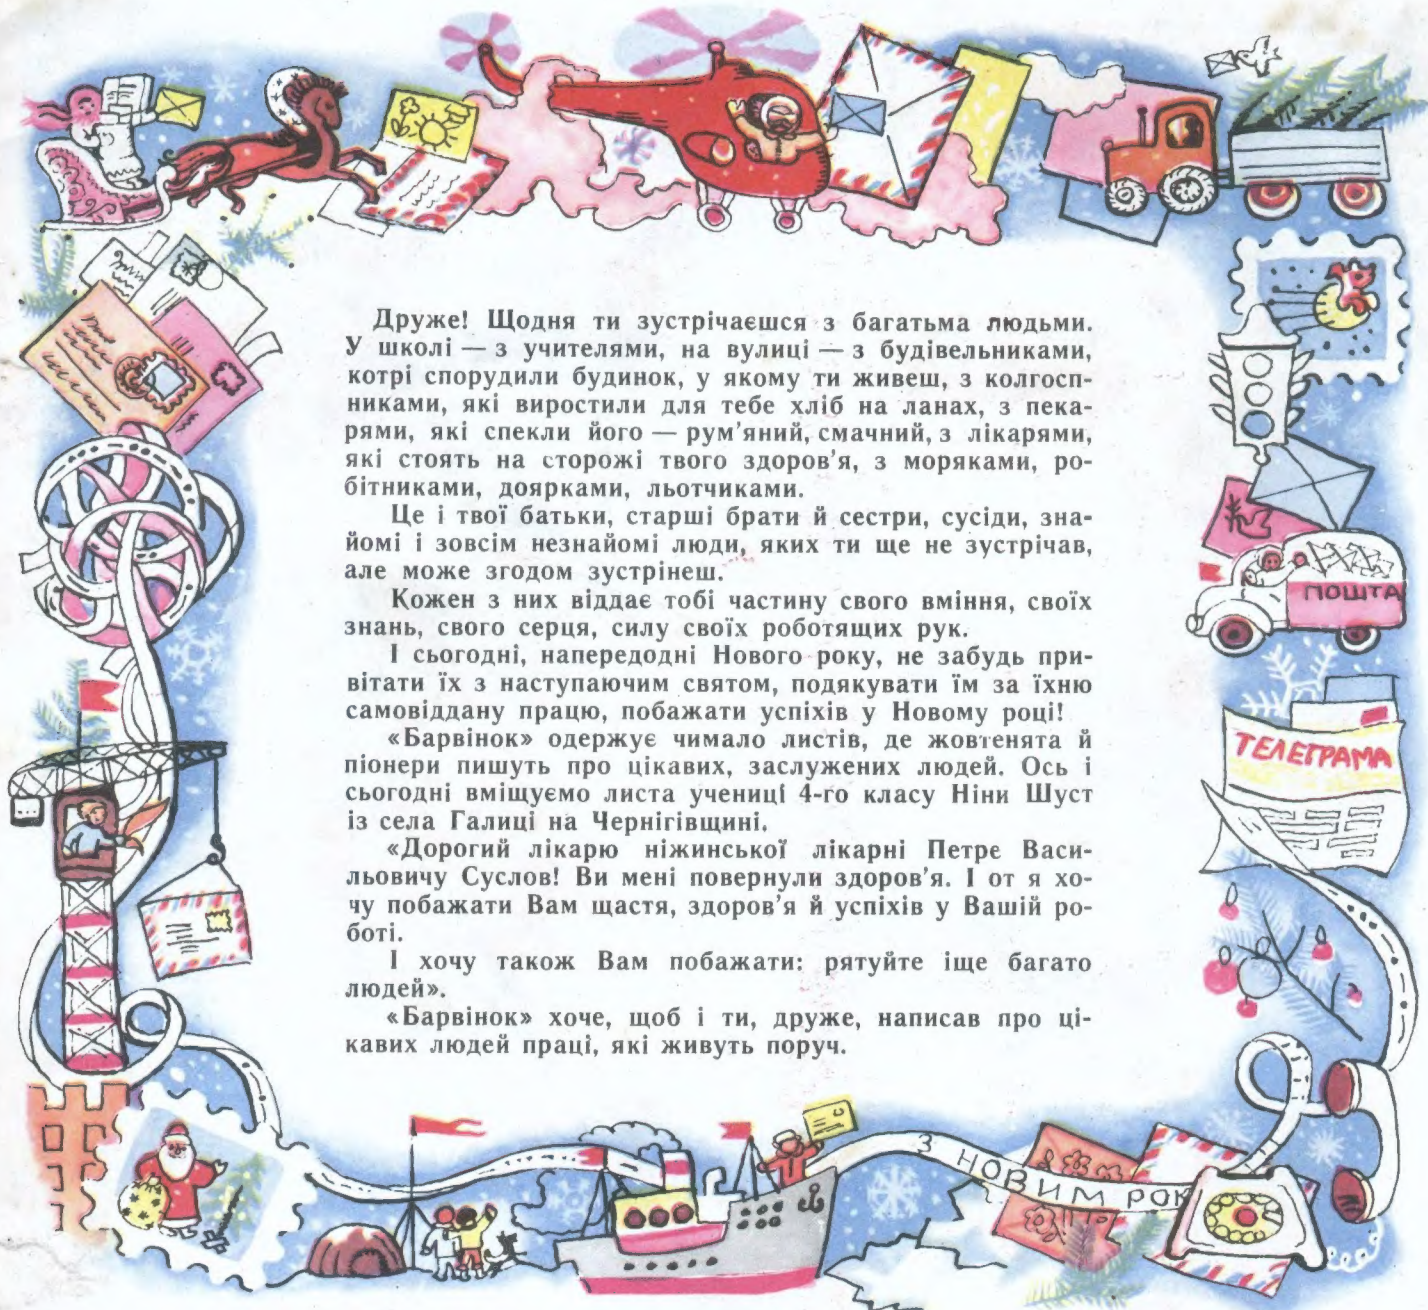 Друже! Щодня ти зустрічаєшся з багатьма людьми.
У школі — з учителями, на вулиці — з будівельниками,
котрі спорудили будинок, у якому ти живеш, з колгосп-
никами, які виростили для тебе хліб на ланах, з пека-
рями, які спекли його — рум'яний, смачний, з лікарями,
які стоять на сторожі твого здоров'я, з моряками, ро-
бітниками, доярками, льотчиками.
Це і твої батьки, старші брати й сестри, сусіди, зна-
йомі і зовсім незнайомі люди, яких ти ще не зустрічав,
але може згодом зустрінеш.
Кожен з них віддає тобі частину свого вміння, своїх
знань, свого серця, силу своїх роботящих рук.
І сьогодні, напередодні Нового року, не забудь при-
вітати їх з наступаючим святом, подякувати їм за їхню
самовіддану працю, побажати успіхів у Новому році!
«Барвінок» одержує чимало листів, де жовтенята й
піонери пишуть про цікавих, заслужених людей. Ось і
сьогодні вміщуємо листа учениці 4-го класу Ніни Шуст
із села Галиці на Чернігівщині.
«Дорогий лікарю ніжинської лікарні Петре Васи-
льовичу Суслов! Ви мені повернули здоров'я. І от я хо-
чу побажати Вам щастя, здоров'я й успіхів у Вашій ро-
боті.
І хочу також Вам побажати: рятуйте іще багато
людей».
«Барвінок» хоче, щоб і ти, друже, написав про ці-
кавих людей праці, які живуть поруч.
ПОШТА
ТЕЛЕГРАМА
З НОВИМ РОК